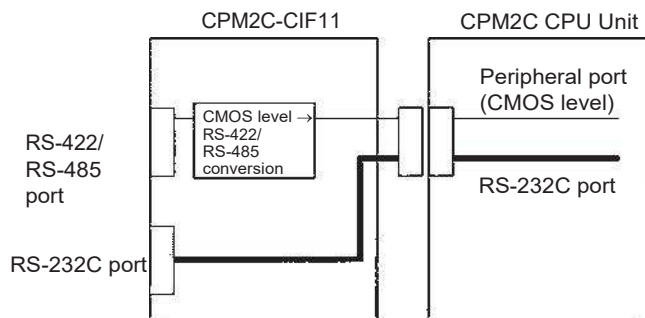 CPM2C-CIF11
CPM2C CPU Unit
Peripheral port
(CMOS level)
CMOS level →
RS-422/
RS-485
conversion
RS-422/
RS-485
port
RS-232C port
RS-232C port